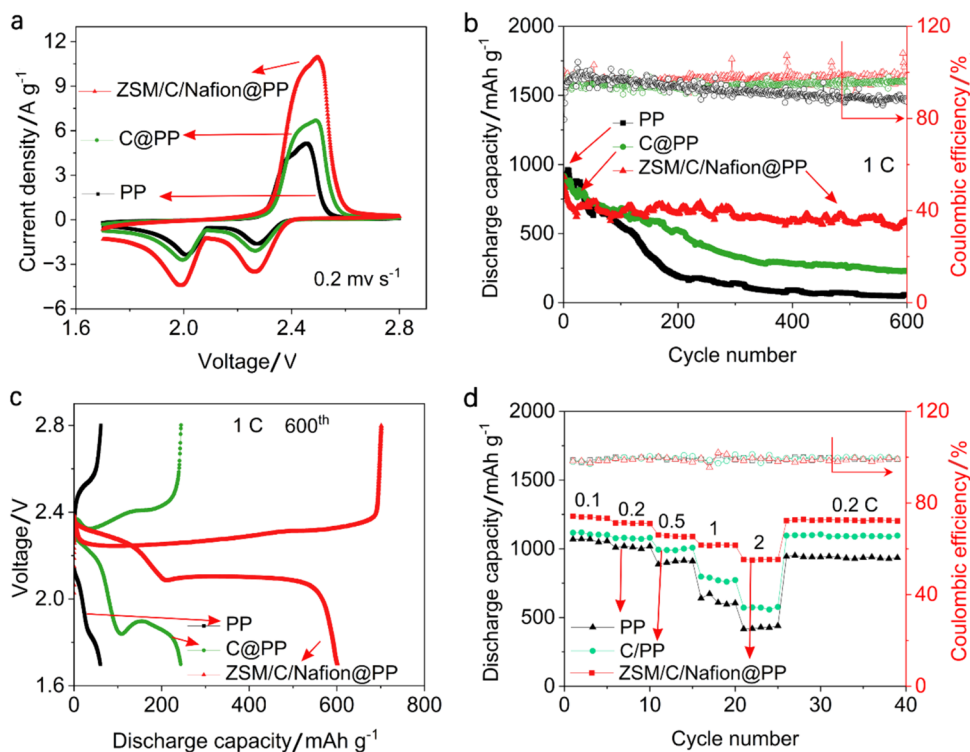 a
Current density/A g⁻¹
12
9
6
3
0
−3
−6
1.6
2.0
2.4
2.8
Voltage/V
ZSM/C/Nafion@PP
C@PP
PP
0.2 mv s⁻¹
b
Discharge capacity/mAh g⁻¹
2000
1500
1000
500
0
0
200
400
600
Cycle number
120
80
40
0
Coulombic efficiency/%
PP
C@PP
ZSM/C/Nafion@PP
1 C
c
Voltage/V
2.8
2.4
2.0
1.6
0
200
400
600
800
Discharge capacity/mAh g⁻¹
1 C 600ᵗʰ
PP
C@PP
ZSM/C/Nafion@PP
d
Discharge capacity/mAh g⁻¹
2000
1500
1000
500
0
0
10
20
30
40
Cycle number
120
80
40
0
Coulombic efficiency/%
0.1
0.2
0.5
1
2
0.2 C
PP
C/PP
ZSM/C/Nafion@PP